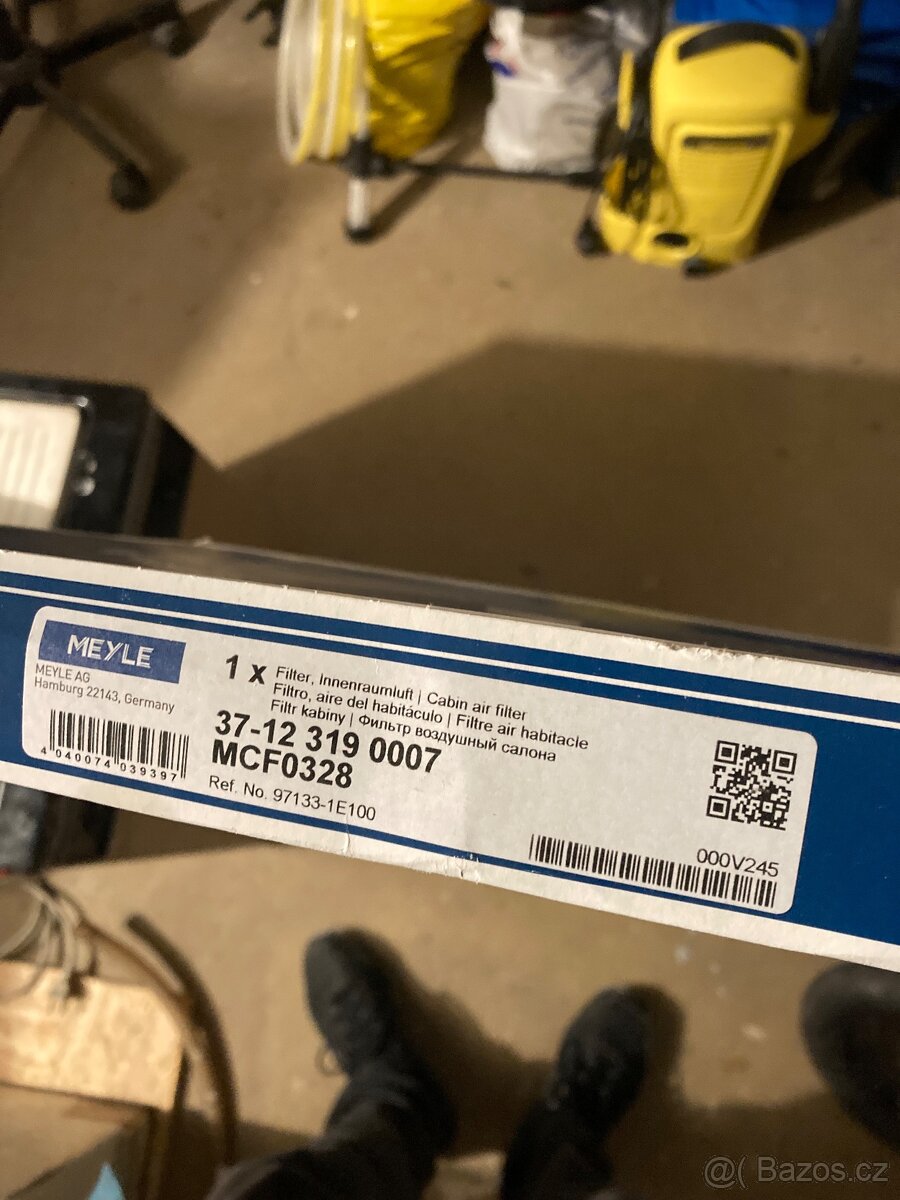 MEYLE
MEYLE AG
Hamburg 22143, Germany
4 040074 039397
1 x Filter, Innenraumluft | Cabin air filter
Filtro, aire del habitáculo | Filtre air habitacle
Filtr kabiny | Фильтр воздушный салона
37-12 319 0007
MCF0328
Ref. No. 97133-1E100
000V245
@( Bazos.cz